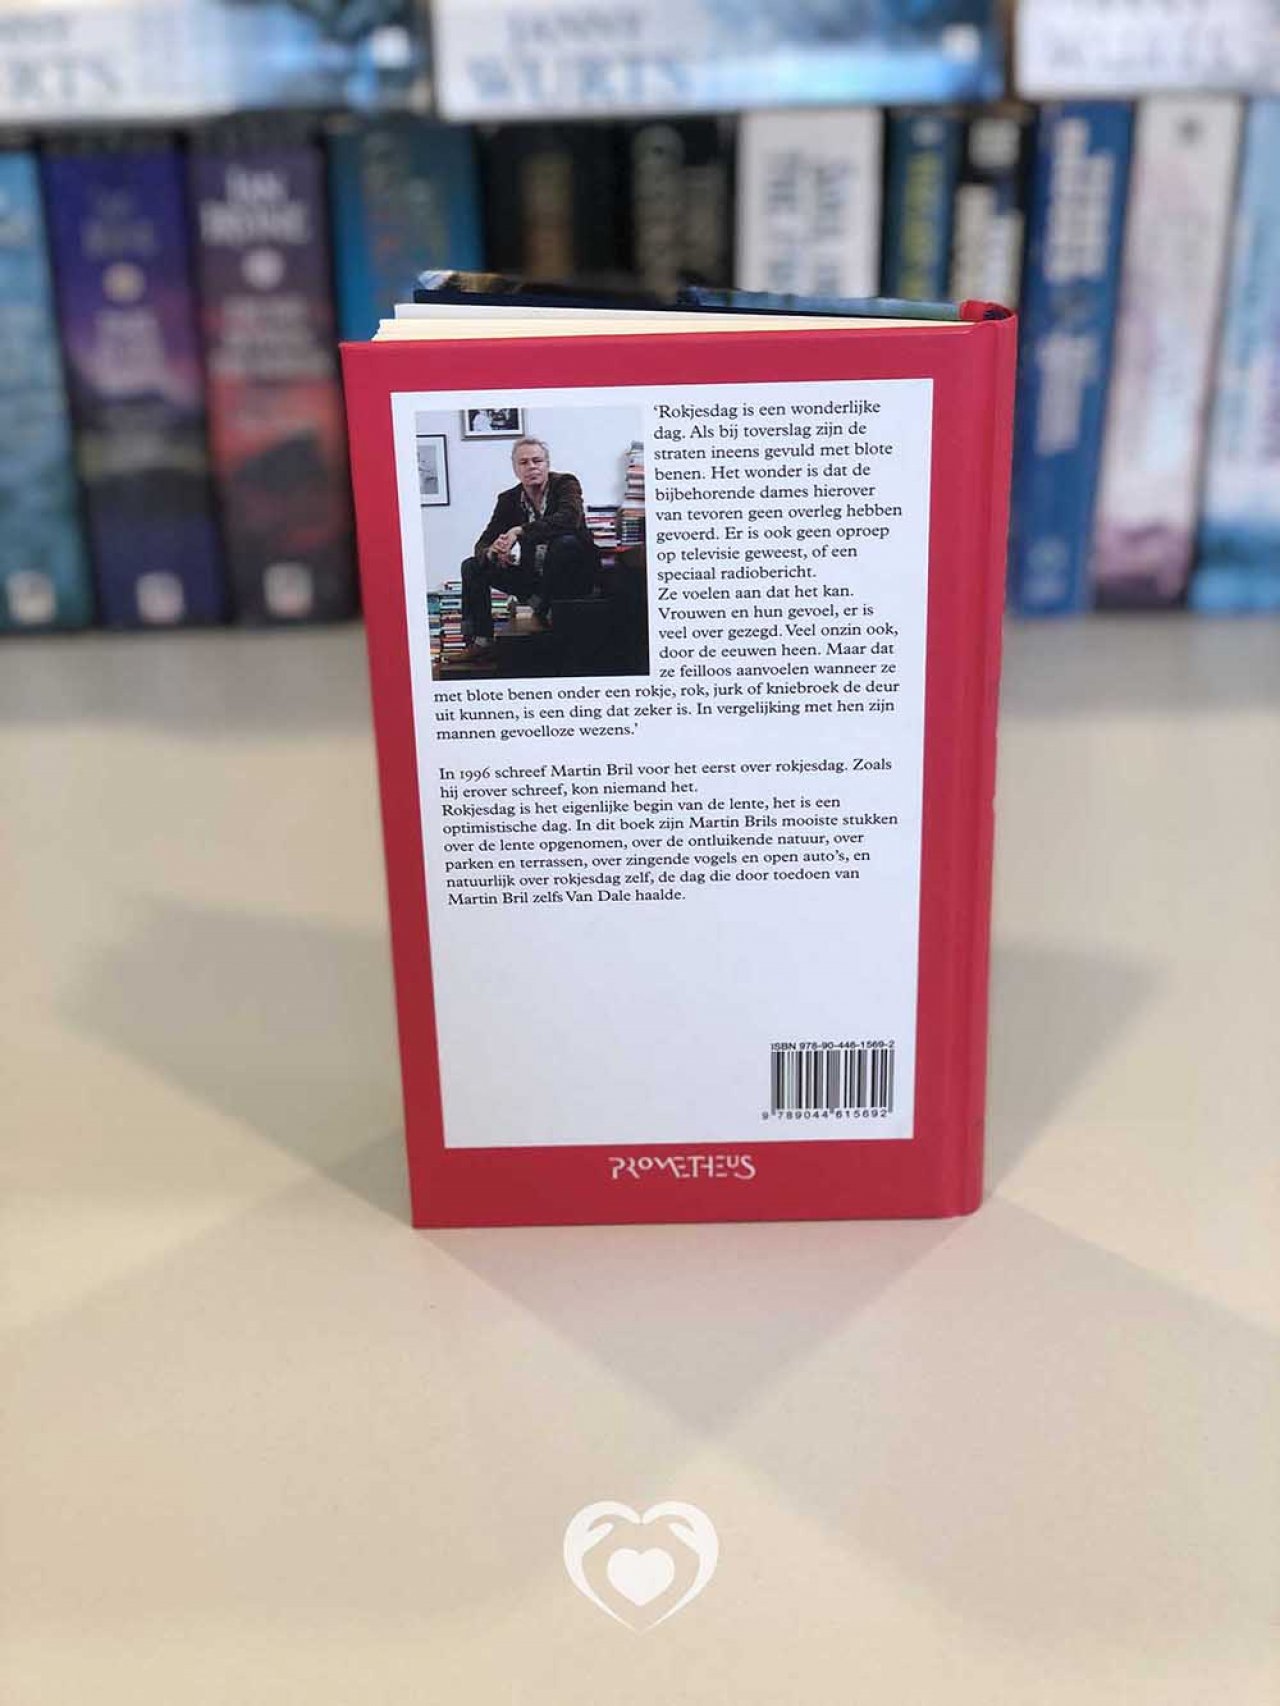 WURTS
'Rokjesdag is een wonderlijke
dag. Als bij toverslag zijn de
straten ineens gevuld met blote
benen. Het wonder is dat de
bijbehorende dames hierover
van tevoren geen overleg hebben
gevoerd. Er is ook geen oproep
op televisie geweest, of een
speciaal radiobericht.
Ze voelen aan dat het kan.
Vrouwen en hun gevoel, er is
veel over gezegd. Veel onzin ook,
door de eeuwen heen. Maar dat
ze feilloos aanvoelen wanneer ze
met blote benen onder een rokje, rok, jurk of kniebroek de deur
uit kunnen, is een ding dat zeker is. In vergelijking met hen zijn
mannen gevoelloze wezens.'
In 1996 schreef Martin Bril voor het eerst over rokjesdag. Zoals
hij erover schreef, kon niemand het.
Rokjesdag is het eigenlijke begin van de lente, het is een
optimistische dag. In dit boek zijn Martin Brils mooiste stukken
over de lente opgenomen, over de ontluikende natuur, over
parken en terrassen, over zingende vogels en open auto's, en
natuurlijk over rokjesdag zelf, de dag die door toedoen van
Martin Bril zelfs Van Dale haalde.
ISBN 978-90-446-1569-2
9 789044 615692
PROMETHEUS